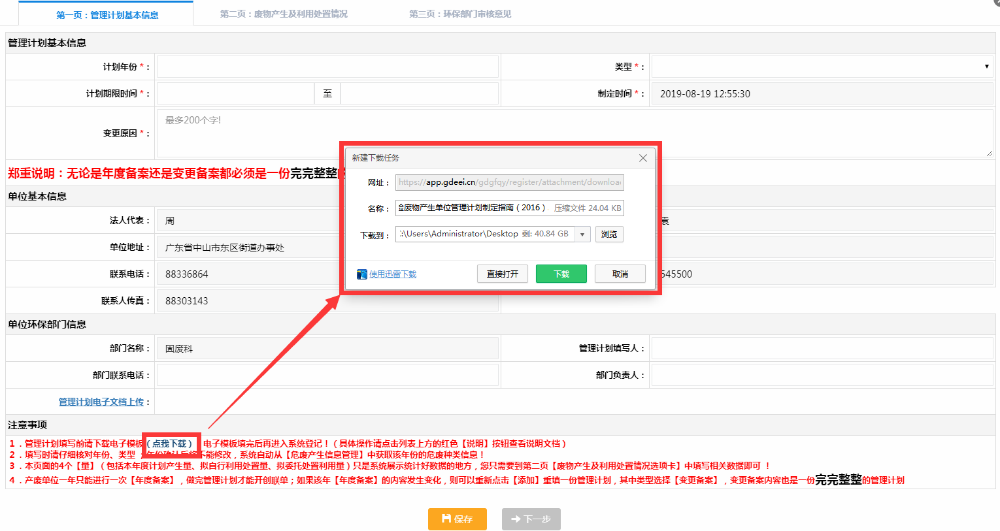 第一页：管理计划基本信息 第二页：废物产生及利用处置情况 第三页：环保部门审核意见
管理计划基本信息
计划年份 * ： 类型 * ：
计划期限时间 * ： 至 制定时间 * ： 2019-08-19 12:55:30
变更原因 * ： 最多200个字!
郑重说明：无论是年度备案还是变更备案都必须是一份完完整整
单位基本信息
法人代表： 周
单位地址： 广东省中山市东区街道办事处
联系电话： 88336864 545500
联系人传真： 88303143
新建下载任务
网址： https://app.gdeei.cn/gdgfqy/register/attachment/downloa
名称： 废物产生单位管理计划制定指南（2016） 压缩文件 24.04 KB
下载到： :\Users\Administrator\Desktop 剩: 40.84 GB 浏览
使用迅雷下载 直接打开 下载 取消
单位环保部门信息
部门名称： 固废科 管理计划填写人：
部门联系电话： 部门负责人：
管理计划电子文档上传：
注意事项
1．管理计划填写前请下载电子模板（点我下载） 电子模板填完后再进入系统登记！（具体操作请点击列表上方的红色【说明】按钮查看说明文档）
2．填写时请仔细核对年份、类型；年份确认后将不能修改，系统自动从【危废产生信息管理】中获取该年份的危废种类信息！
3．本页面的4个【量】（包括本年度计划产生量、拟自行利用处置量、拟委托处置利用量）只是系统展示统计好数据的地方，您只需要到第二页【废物产生及利用处置情况选项卡】中填写相关数据即可 ！
4．产废单位一年只能进行一次【年度备案】，做完管理计划才能开创联单；如果该年【年度备案】的内容发生变化，则可以重新点击【添加】重填一份管理计划，其中类型选择【变更备案】，变更备案内容也是一份完完整整的管理计划
保存 下一步